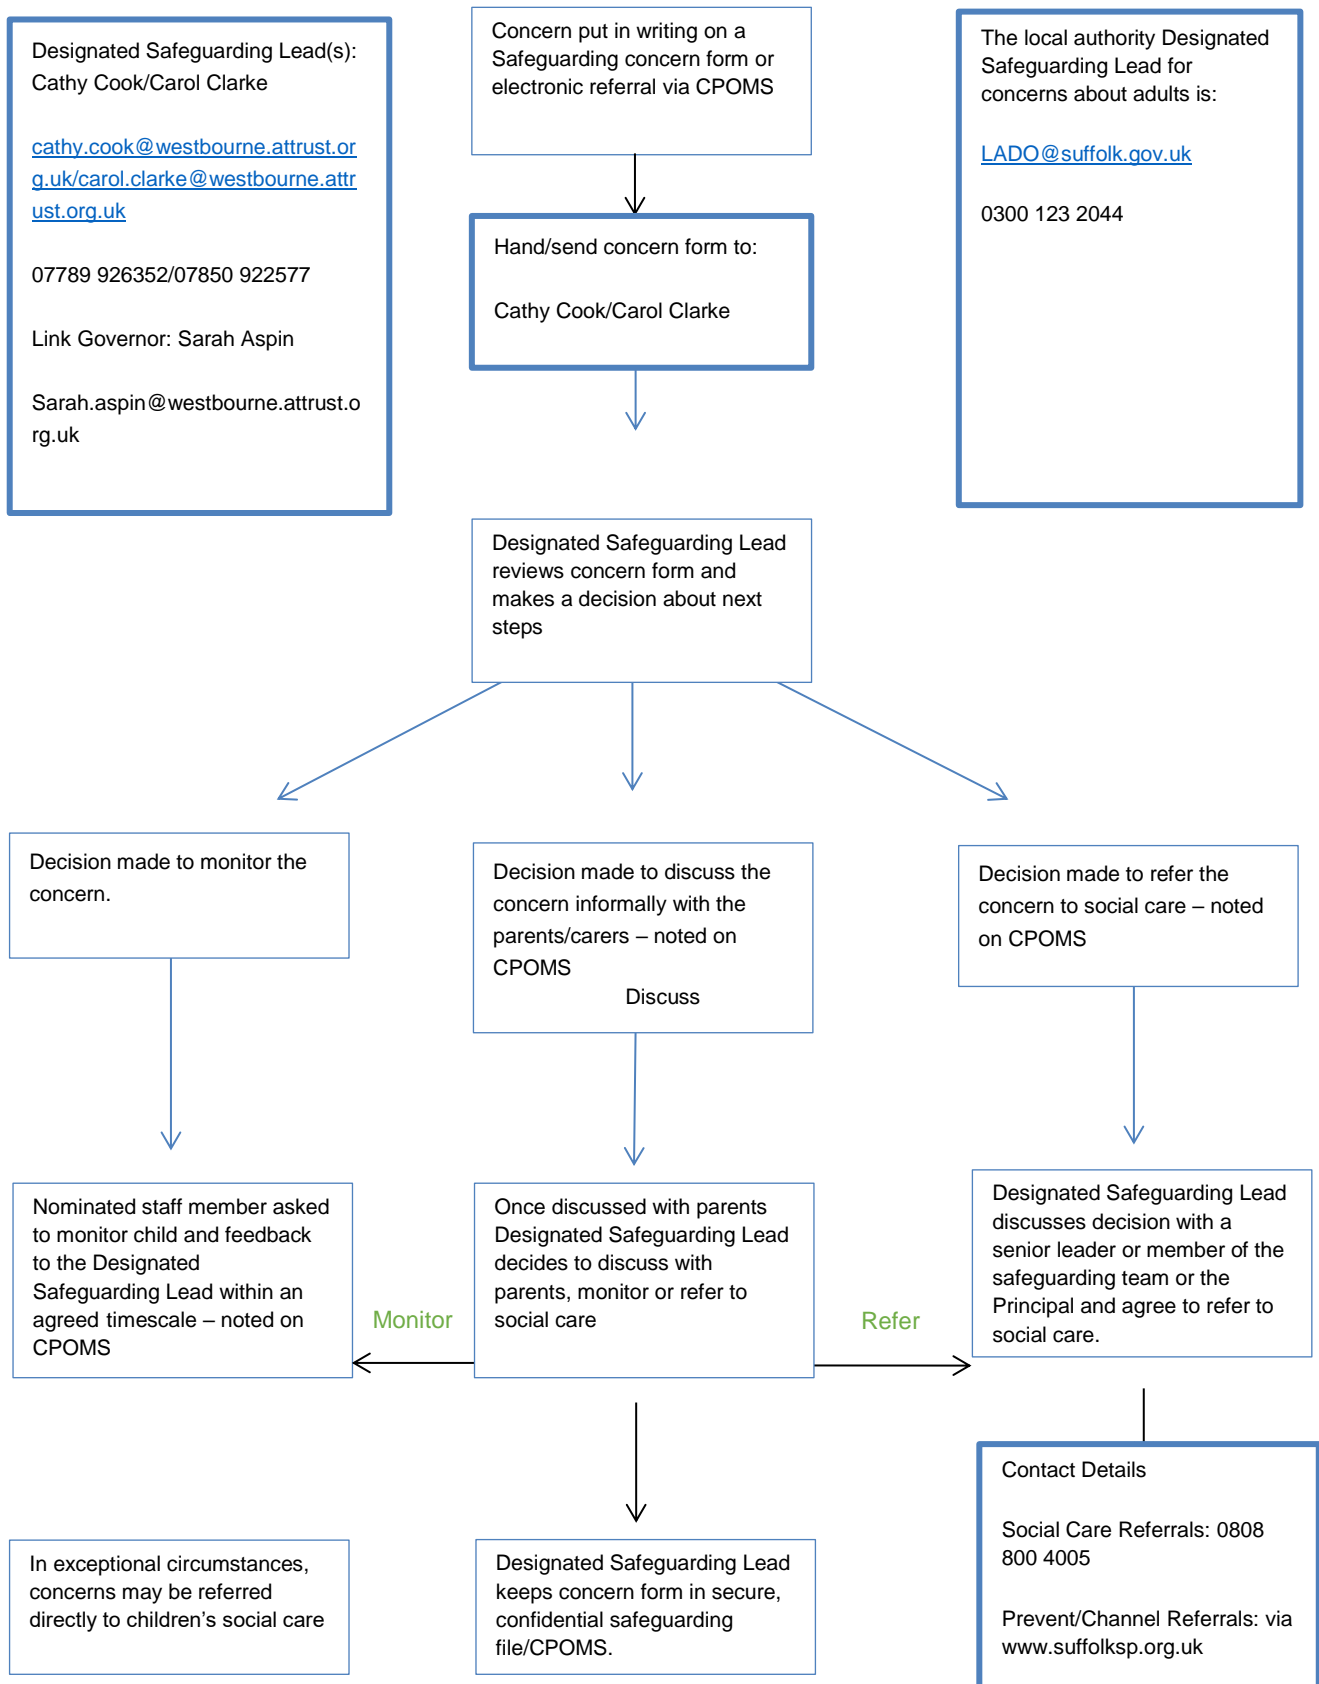 Designated Safeguarding Lead(s):
Cathy Cook/Carol Clarke
cathy.cook@westbourne.attrust.or
g.uk/carol.clarke@westbourne.attr
ust.org.uk
07789 926352/07850 922577
Link Governor: Sarah Aspin
Sarah.aspin@westbourne.attrust.o
rg.uk
Concern put in writing on a
Safeguarding concern form or
electronic referral via CPOMS
The local authority Designated
Safeguarding Lead for
concerns about adults is:
LADO@suffolk.gov.uk
0300 123 2044
Hand/send concern form to:
Cathy Cook/Carol Clarke
Designated Safeguarding Lead
reviews concern form and
makes a decision about next
steps
Decision made to monitor the
concern.
Decision made to discuss the
concern informally with the
parents/carers – noted on
CPOMS
Discuss
Decision made to refer the
concern to social care – noted
on CPOMS
Nominated staff member asked
to monitor child and feedback
to the Designated
Safeguarding Lead within an
agreed timescale – noted on
CPOMS
Monitor
Once discussed with parents
Designated Safeguarding Lead
decides to discuss with
parents, monitor or refer to
social care
Refer
Designated Safeguarding Lead
discusses decision with a
senior leader or member of the
safeguarding team or the
Principal and agree to refer to
social care.
In exceptional circumstances,
concerns may be referred
directly to children’s social care
Designated Safeguarding Lead
keeps concern form in secure,
confidential safeguarding
file/CPOMS.
Contact Details
Social Care Referrals: 0808
800 4005
Prevent/Channel Referrals: via
www.suffolksp.org.uk